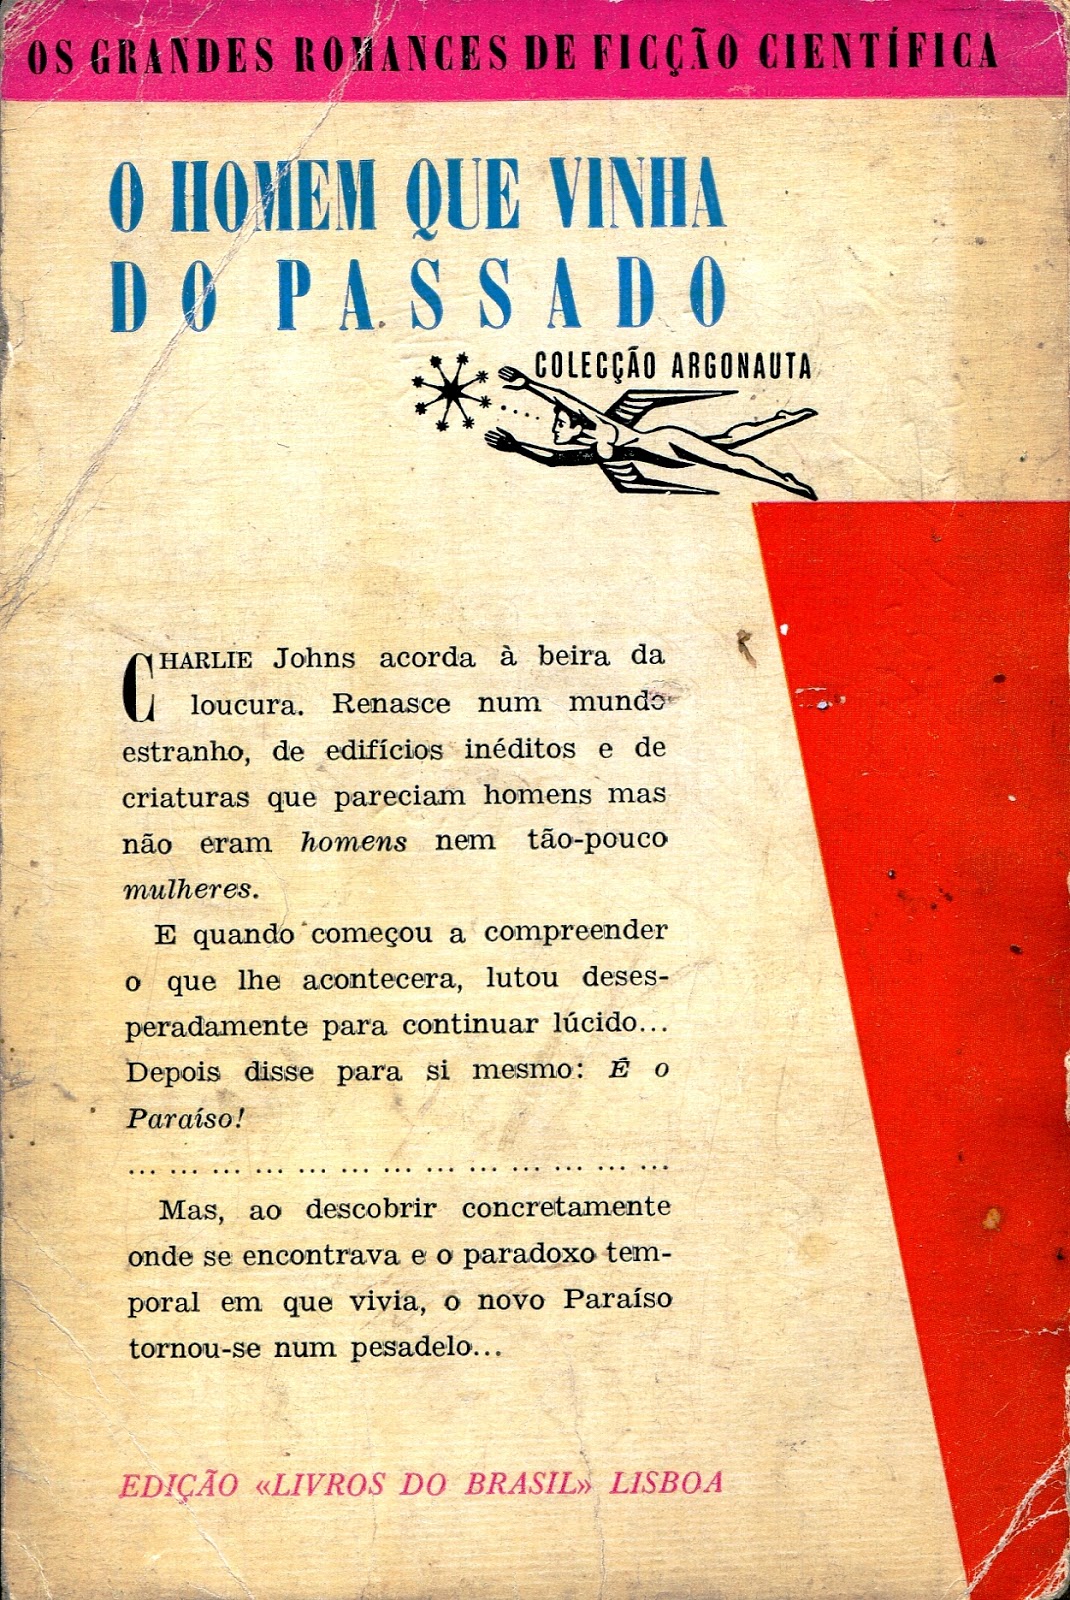 OS GRANDES ROMANCES DE FICÇÃO CIENTÍFICA
O HOMEM QUE VINHA
DO PASSADO
COLECÇÃO ARGONAUTA
CHARLIE Johns acorda à beira da
loucura. Renasce num mundo
estranho, de edifícios inéditos e de
criaturas que pareciam homens mas
não eram homens nem tão-pouco
mulheres.
E quando começou a compreender
o que lhe acontecera, lutou deses-
peradamente para continuar lúcido...
Depois disse para si mesmo: É o
Paraíso!
... ... ... ... ... ... ... ... ... ... ... ... ...
Mas, ao descobrir concretamente
onde se encontrava e o paradoxo tem-
poral em que vivia, o novo Paraíso
tornou-se num pesadelo...
EDIÇÃO «LIVROS DO BRASIL» LISBOA